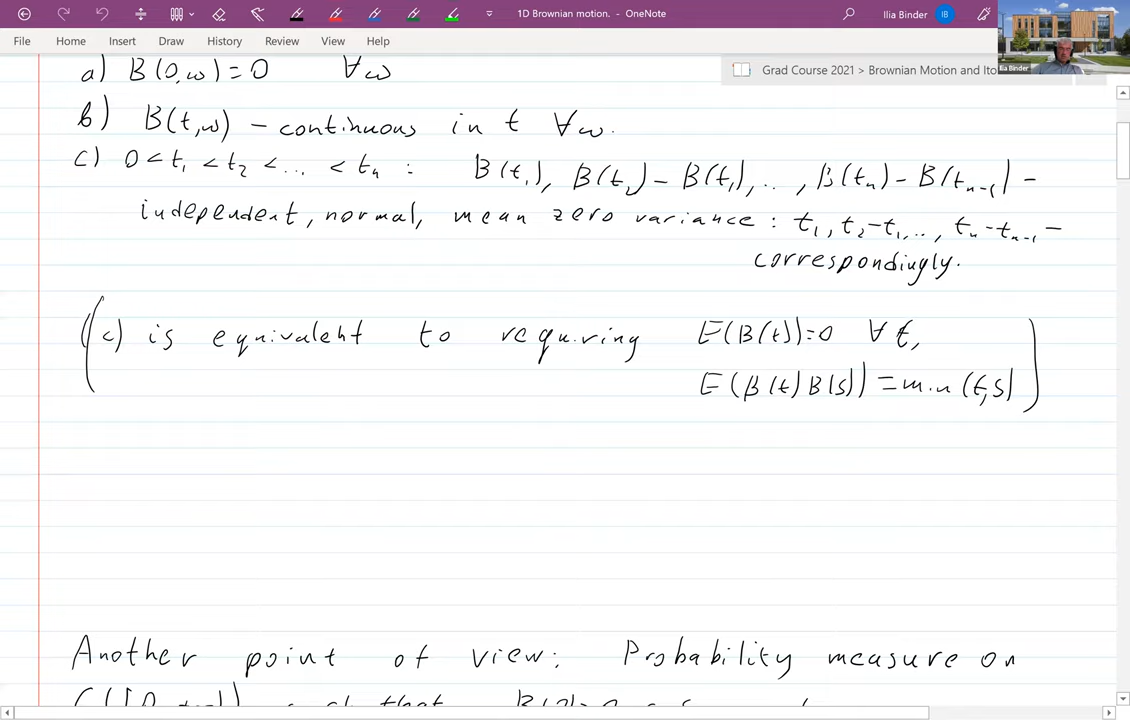 1D Brownian motion. - OneNote
Ilia Binder IB
File Home Insert Draw History Review View Help
Ilia Binder
Grad Course 2021 > Brownian Motion and Ito
a) B(0,ω)=0 ∀ω
b) B(t,ω) – continuous in t ∀ω.
c) 0 < t₁ < t₂ < ... < tₙ : B(t₁), B(t₂) – B(t₁), .., B(tₙ) – B(tₙ₋₁) –
independent, normal, mean zero variance : t₁, t₂–t₁, .., tₙ–tₙ₋₁ –
correspondingly.
(c) is equivalent to requiring E(B(t))=0 ∀ t,
E(B(t)B(s)) = min(t,s))
Another point of view: Probability measure on